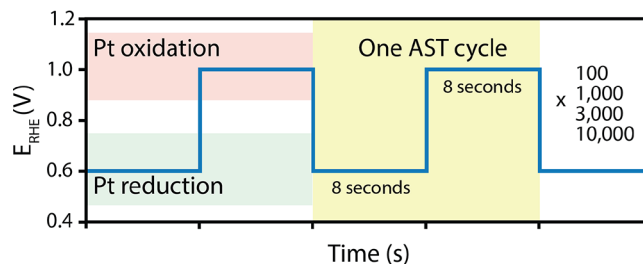 1.2
Pt oxidation
One AST cycle
1.0
8 seconds
x
100
1,000
3,000
10,000
0.8
0.6
Pt reduction
8 seconds
0.4
E_RHE (V)
Time (s)